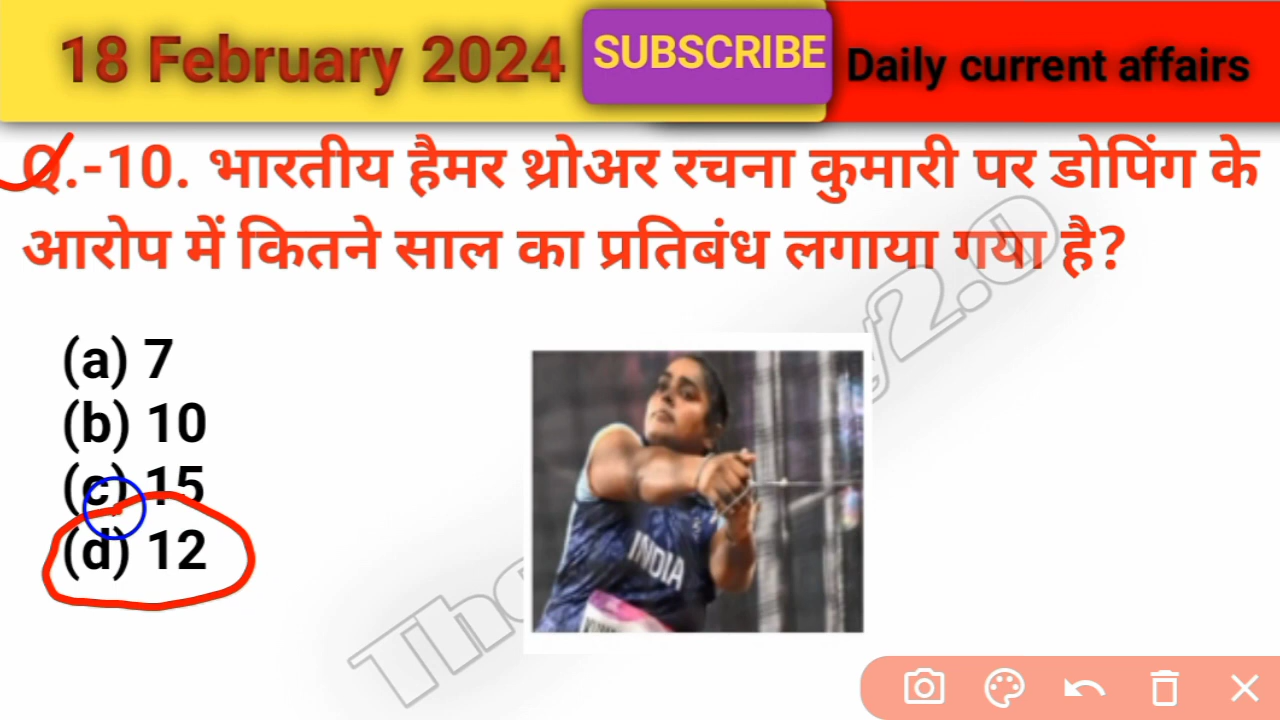 18 February 2024 SUBSCRIBE Daily current affairs
Q.-10. भारतीय हैमर थ्रोअर रचना कुमारी पर डोपिंग के
आरोप में कितने साल का प्रतिबंध लगाया गया है?
(a) 7
(b) 10
(c) 15
(d) 12
INDIA